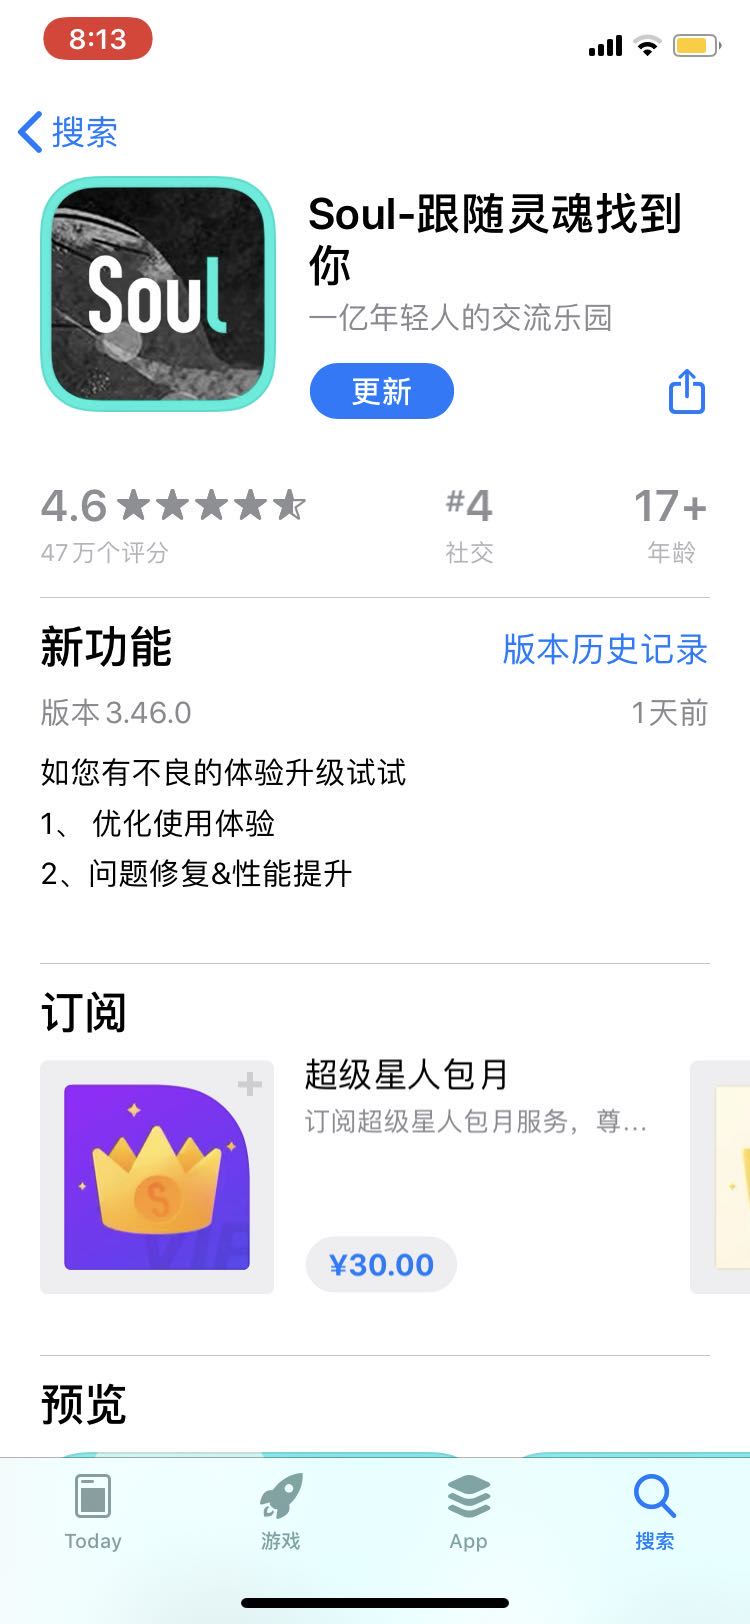 8:13
搜索
Soul
Soul-跟随灵魂找到
你
一亿年轻人的交流乐园
更新
4.6
#4
17+
47万个评分
社交
年龄
新功能
版本历史记录
版本 3.46.0
1天前
如您有不良的体验升级试试
1、 优化使用体验
2、问题修复&性能提升
订阅
超级星人包月
订阅超级星人包月服务，尊...
S
VIP
¥30.00
预览
Today
游戏
App
搜索